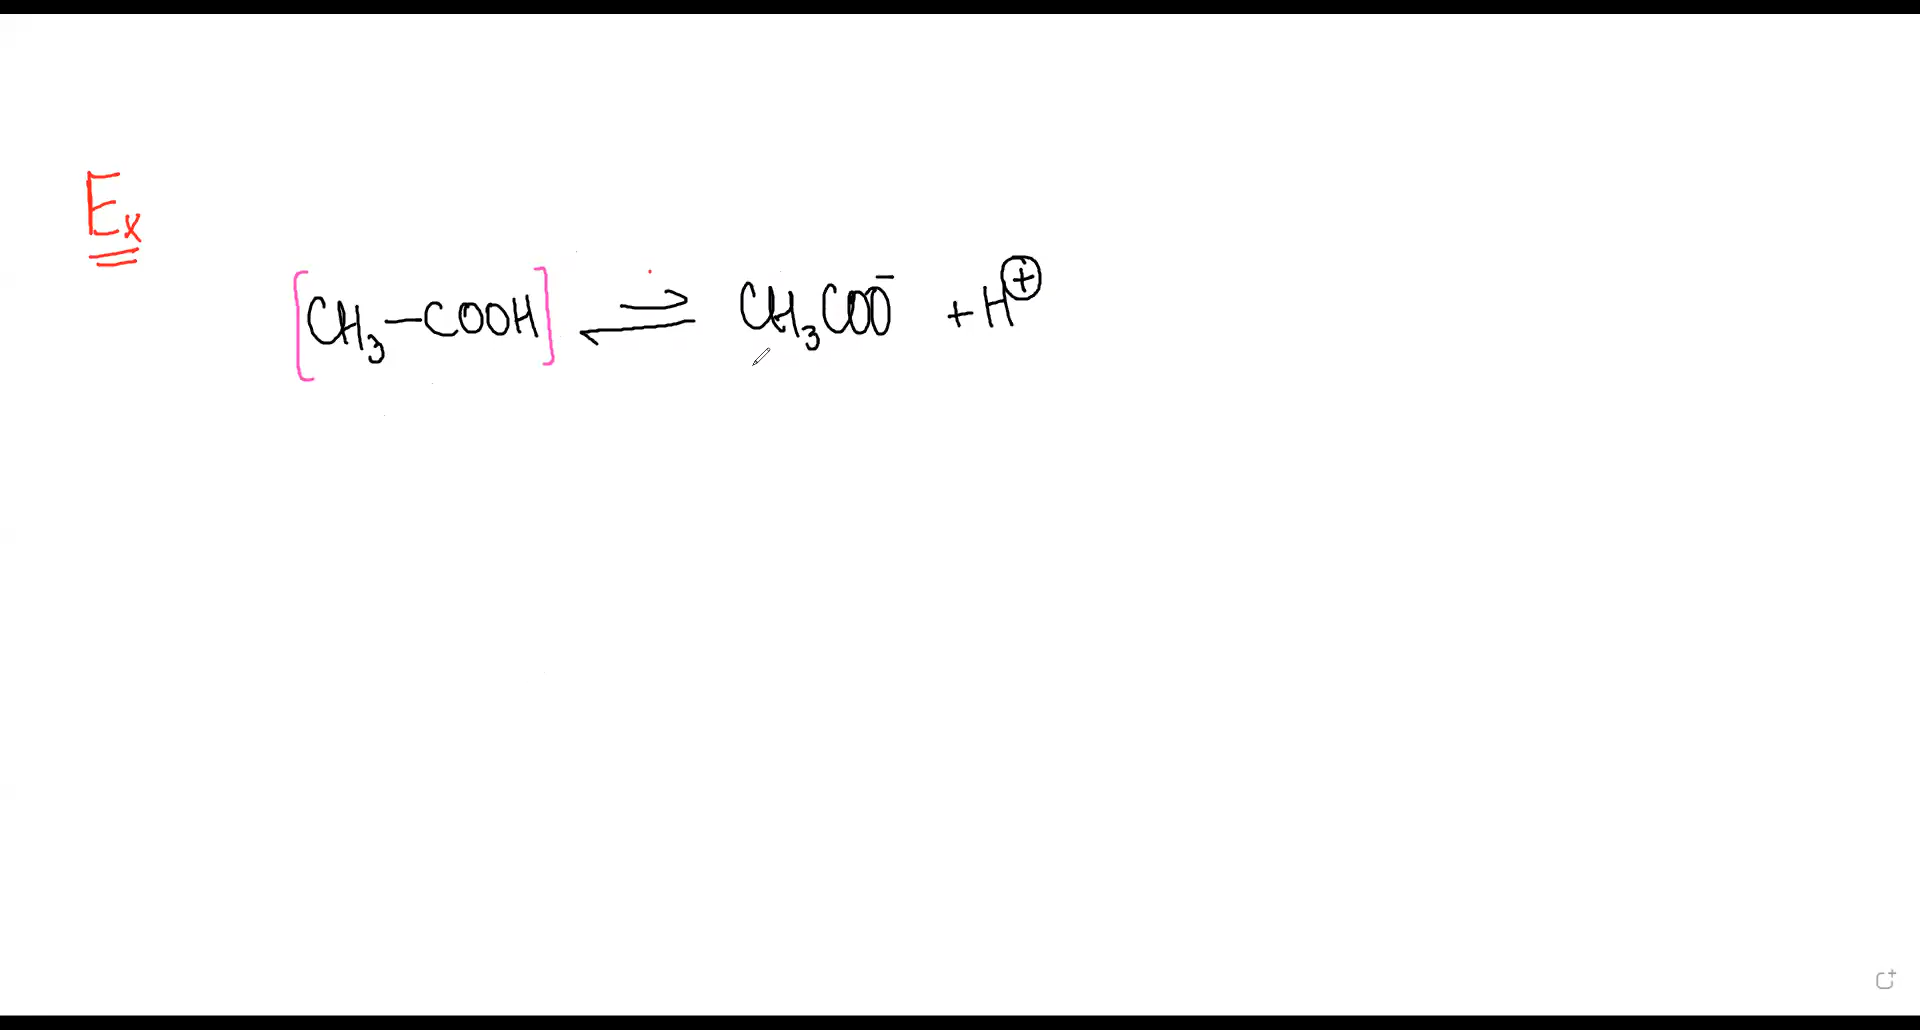 Ex
[CH₃-COOH] ⇌ CH₃COO⁻ + H⊕